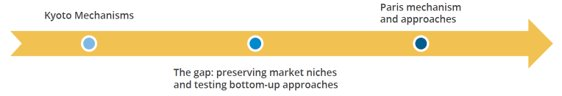 Kyoto Mechanisms
The gap: preserving market niches
and testing bottom-up approaches
Paris mechanism
and approaches